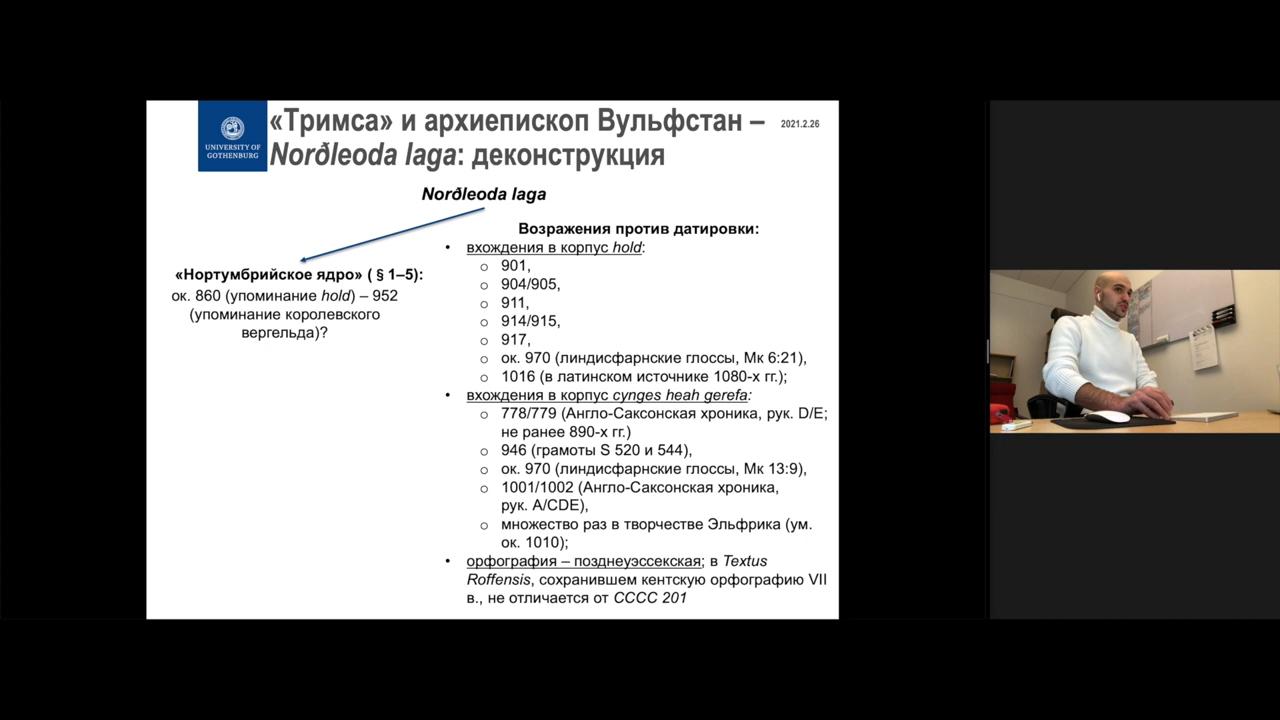 «Тримса» и архиепископ Вульфстан –
2021.2.26
Norðleoda laga: деконструкция
UNIVERSITY OF
GOTHENBURG
Norðleoda laga
«Нортумбрийское ядро» ( § 1–5):
ок. 860 (упоминание hold) – 952
(упоминание королевского
вергельда)?
Возражения против датировки:
• вхождения в корпус hold:
o 901,
o 904/905,
o 911,
o 914/915,
o 917,
o ок. 970 (линдисфарнские глоссы, Мк 6:21),
o 1016 (в латинском источнике 1080-х гг.);
• вхождения в корпус cynges heah gerefa:
o 778/779 (Англо-Саксонская хроника, рук. D/E;
не ранее 890-х гг.)
o 946 (грамоты S 520 и 544),
o ок. 970 (линдисфарнские глоссы, Мк 13:9),
o 1001/1002 (Англо-Саксонская хроника,
рук. A/CDE),
o множество раз в творчестве Эльфрика (ум.
ок. 1010);
• орфография – позднеуэссекская; в Textus
Roffensis, сохранившем кентскую орфографию VII
в., не отличается от CCCC 201